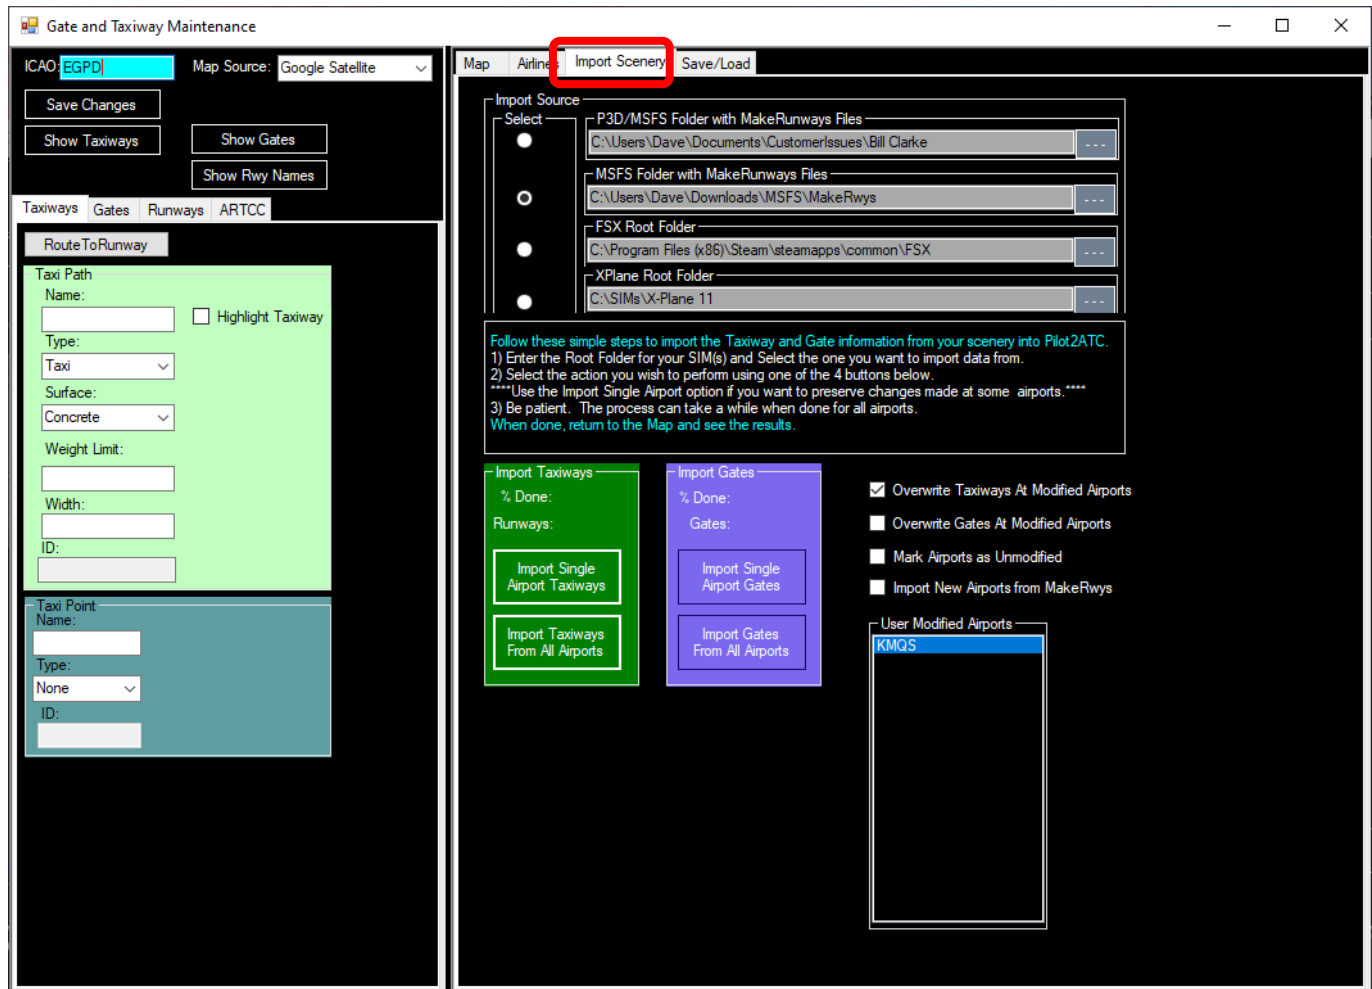 Gate and Taxiway Maintenance
ICAO: EGPD
Map Source: Google Satellite
Save Changes
Show Taxiways
Show Gates
Show Rwy Names
Taxiways Gates Runways ARTCC
RouteToRunway
Taxi Path
Name:
Highlight Taxiway
Type:
Taxi
Surface:
Concrete
Weight Limit:
Width:
ID:
Taxi Point
Name:
Type:
None
ID:
Map Airlines Import Scenery Save/Load
Import Source
Select
P3D/MSFS Folder with MakeRunways Files
C:\Users\Dave\Documents\CustomerIssues\Bill Clarke
...
MSFS Folder with MakeRunways Files
C:\Users\Dave\Downloads\MSFS\MakeRwys
...
FSX Root Folder
C:\Program Files (x86)\Steam\steamapps\common\FSX
...
XPlane Root Folder
C:\SIMs\X-Plane 11
...
Follow these simple steps to import the Taxiway and Gate information from your scenery into Pilot2ATC.
1) Enter the Root Folder for your SIM(s) and Select the one you want to import data from.
2) Select the action you wish to perform using one of the 4 buttons below.
****Use the Import Single Airport option if you want to preserve changes made at some airports.****
3) Be patient. The process can take a while when done for all airports.
When done, return to the Map and see the results.
Import Taxiways
% Done:
Runways:
Import Single
Airport Taxiways
Import Taxiways
From All Airports
Import Gates
% Done:
Gates:
Import Single
Airport Gates
Import Gates
From All Airports
Overwrite Taxiways At Modified Airports
Overwrite Gates At Modified Airports
Mark Airports as Unmodified
Import New Airports from MakeRwys
User Modified Airports
KMQS